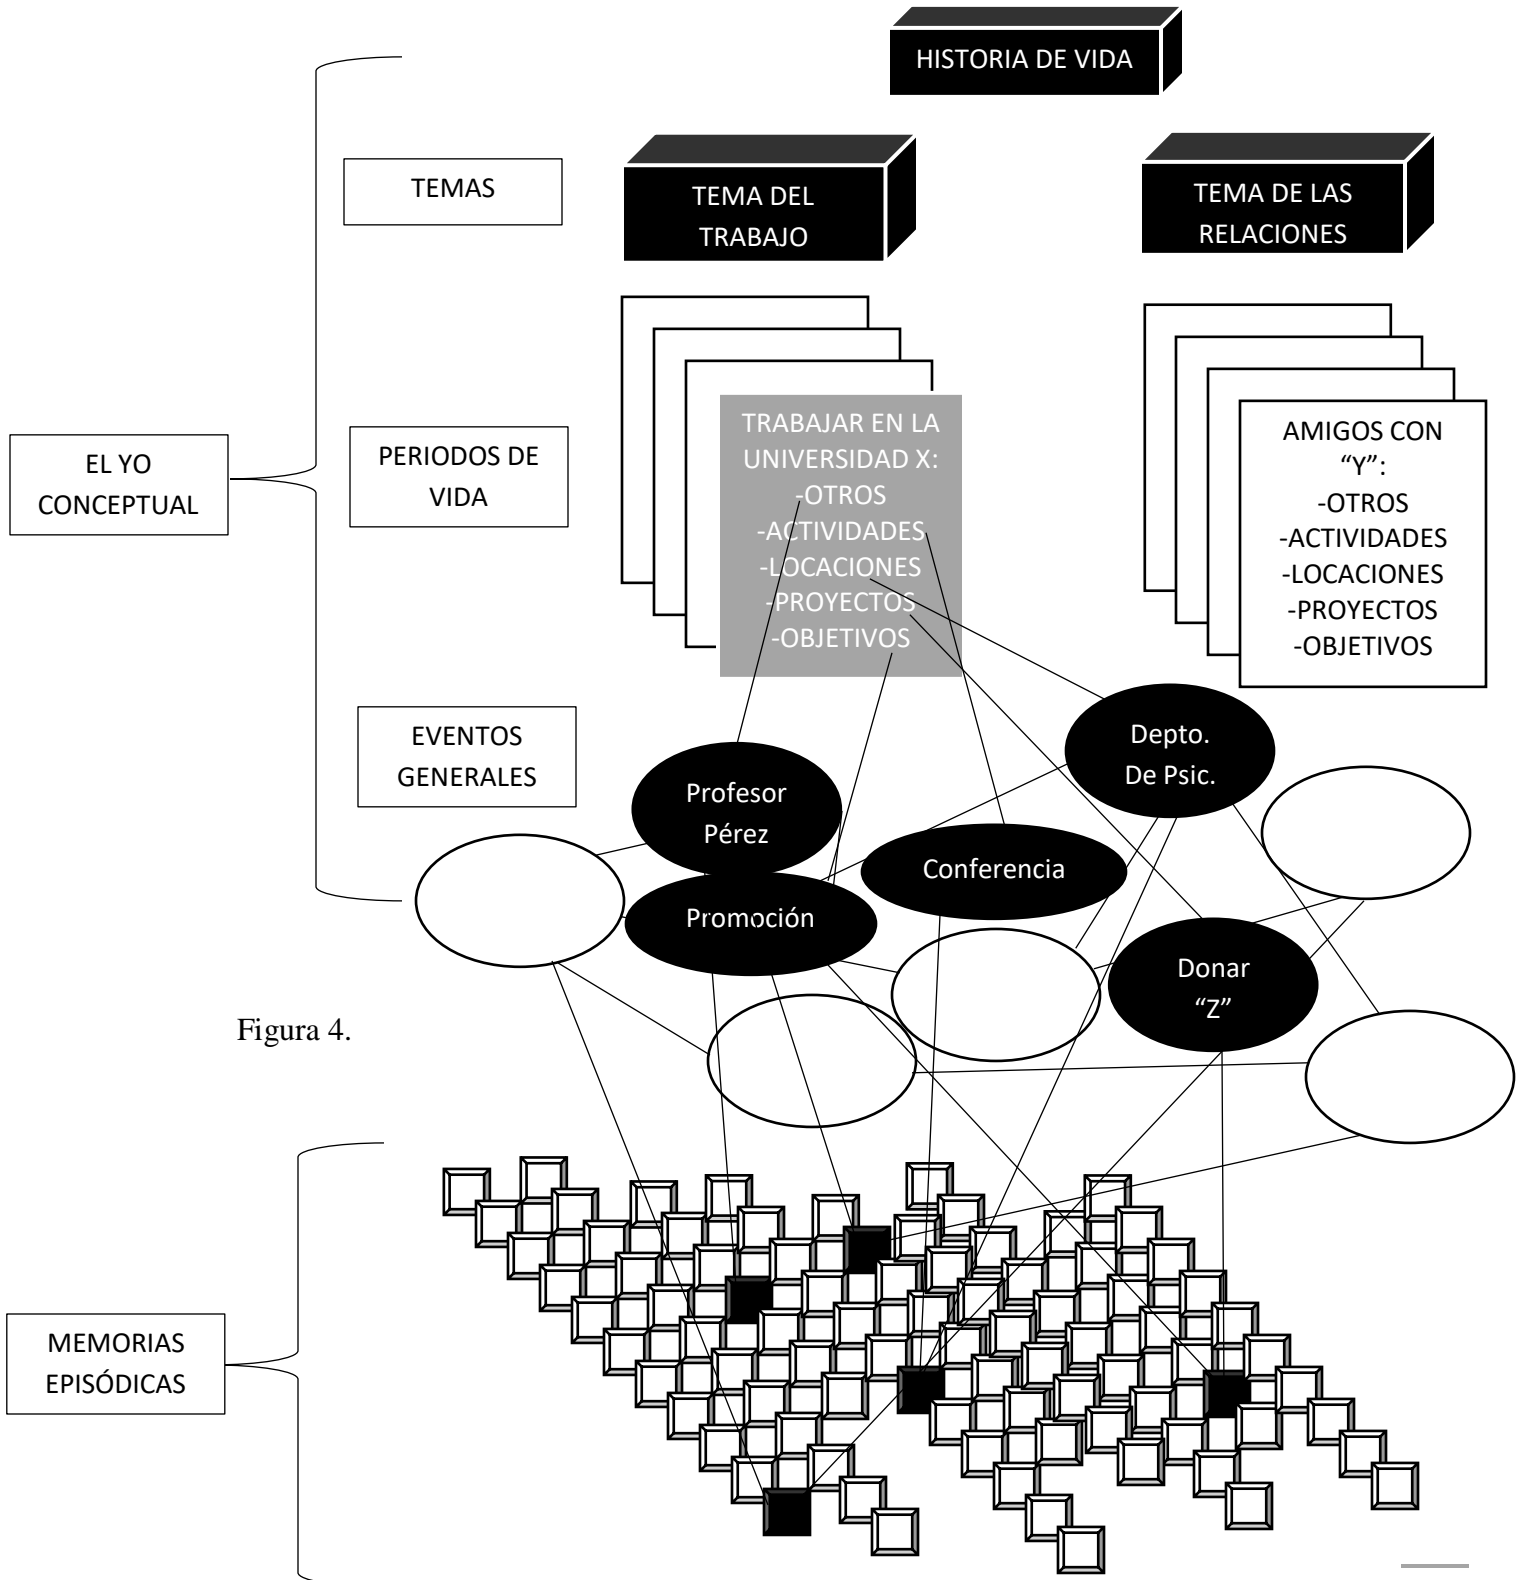 HISTORIA DE VIDA
TEMAS
TEMA DEL
TRABAJO
TEMA DE LAS
RELACIONES
EL YO
CONCEPTUAL
PERIODOS DE
VIDA
TRABAJAR EN LA
UNIVERSIDAD X:
-OTROS
-ACTIVIDADES
-LOCACIONES
-PROYECTOS
-OBJETIVOS
AMIGOS CON
“Y”:
-OTROS
-ACTIVIDADES
-LOCACIONES
-PROYECTOS
-OBJETIVOS
EVENTOS
GENERALES
Profesor
Pérez
Depto.
De Psic.
Conferencia
Promoción
Donar
“Z”
Figura 4.
MEMORIAS
EPISÓDICAS